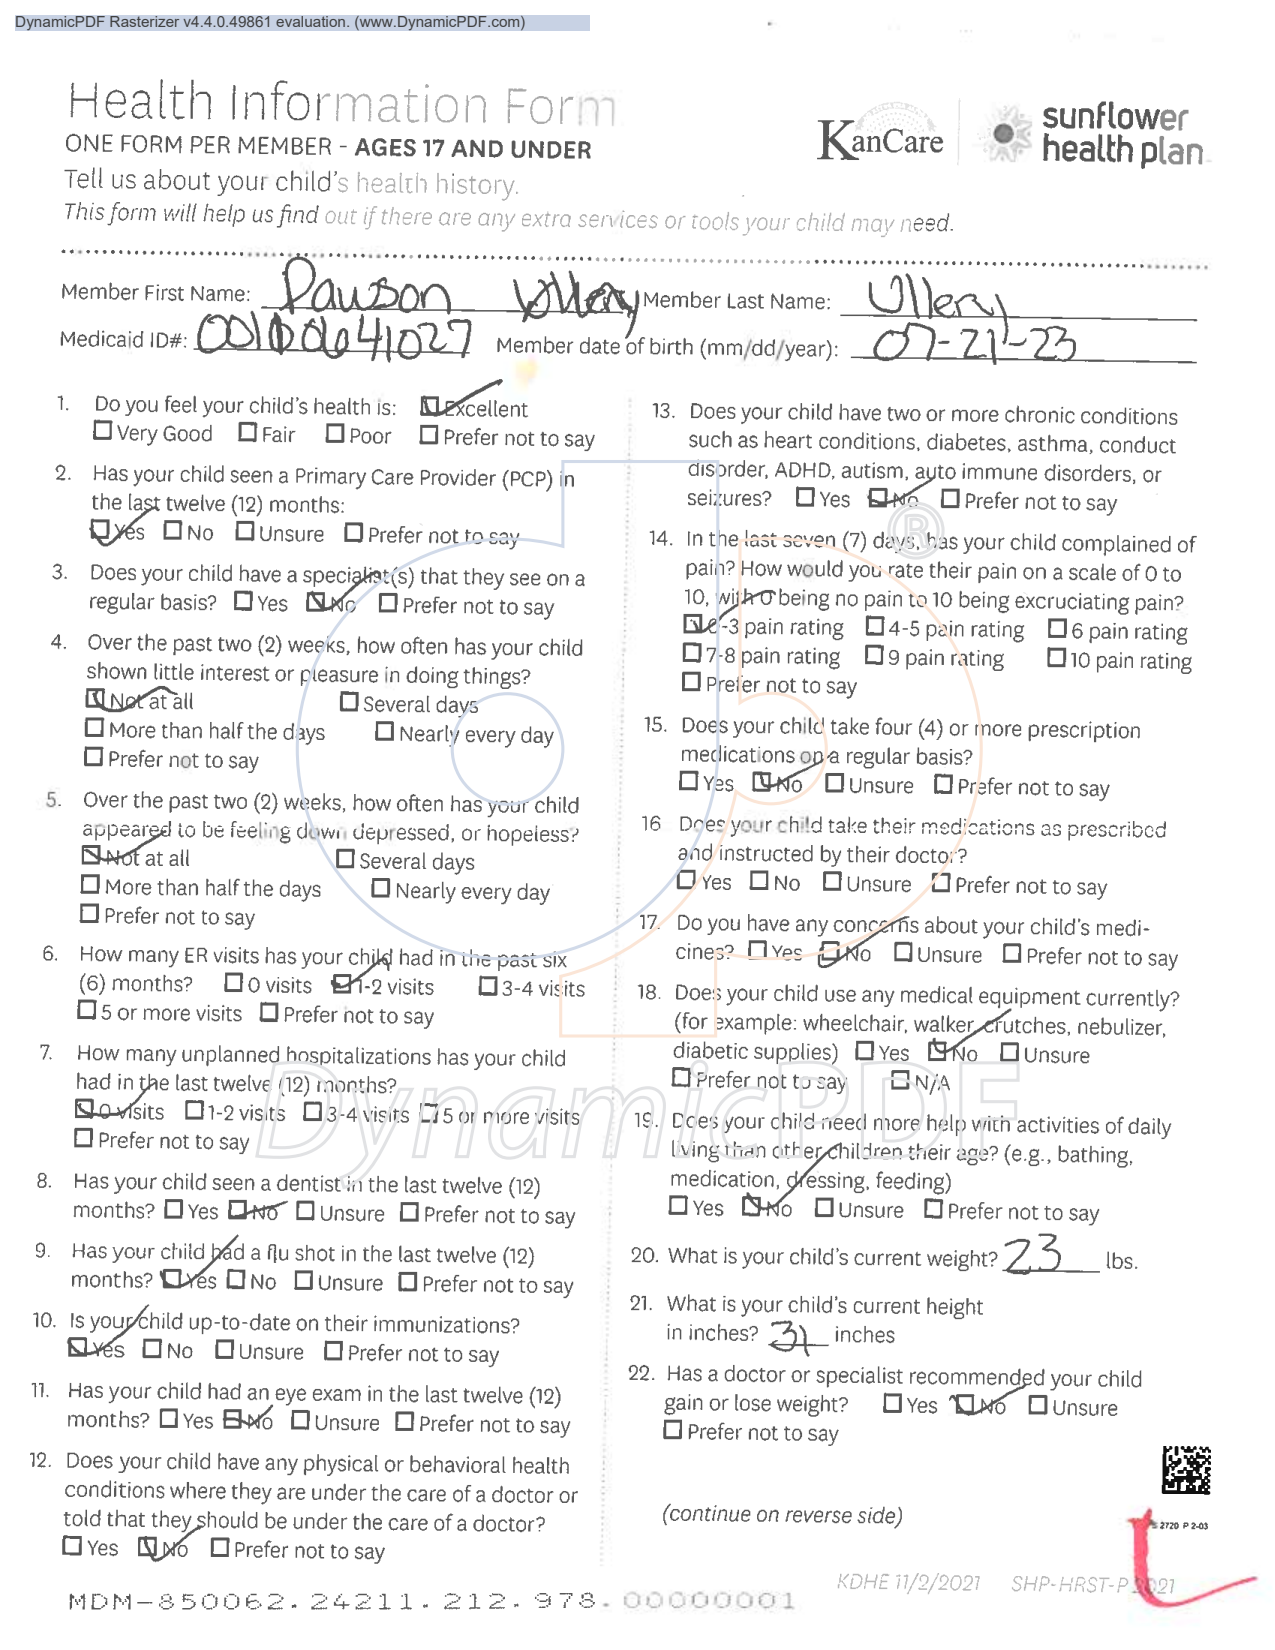 DynamicPDF Rasterizer v4.4.0.49861 evaluation. (www.DynamicPDF.com)
Health Information Form
ONE FORM PER MEMBER - AGES 17 AND UNDER
Tell us about your child's health history.
This form will help us find out if there are any extra services or tools your child may need.
KanCare
sunflower
health plan
Member First Name: Dawson Ullery Member Last Name: Ullery
Medicaid ID#: Member date of birth (mm/dd/year): 07-21-23
1. Do you feel your child's health is: ☑ Excellent
☐ Very Good ☐ Fair ☐ Poor ☐ Prefer not to say
2. Has your child seen a Primary Care Provider (PCP) in
the last twelve (12) months:
☑ Yes ☐ No ☐ Unsure ☐ Prefer not to say
3. Does your child have a specialist(s) that they see on a
regular basis? ☐ Yes ☑ No ☐ Prefer not to say
4. Over the past two (2) weeks, how often has your child
shown little interest or pleasure in doing things?
☑ Not at all ☐ Several days
☐ More than half the days ☐ Nearly every day
☐ Prefer not to say
5. Over the past two (2) weeks, how often has your child
appeared to be feeling down depressed, or hopeless?
☑ Not at all ☐ Several days
☐ More than half the days ☐ Nearly every day
☐ Prefer not to say
6. How many ER visits has your child had in the past six
(6) months? ☐ 0 visits ☑ 1-2 visits ☐ 3-4 visits
☐ 5 or more visits ☐ Prefer not to say
7. How many unplanned hospitalizations has your child
had in the last twelve (12) months?
☑ 0 visits ☐ 1-2 visits ☐ 3-4 visits ☐ 5 or more visits
☐ Prefer not to say
8. Has your child seen a dentist in the last twelve (12)
months? ☐ Yes ☑ No ☐ Unsure ☐ Prefer not to say
9. Has your child had a flu shot in the last twelve (12)
months? ☑ Yes ☐ No ☐ Unsure ☐ Prefer not to say
10. Is your child up-to-date on their immunizations?
☑ Yes ☐ No ☐ Unsure ☐ Prefer not to say
11. Has your child had an eye exam in the last twelve (12)
months? ☐ Yes ☑ No ☐ Unsure ☐ Prefer not to say
12. Does your child have any physical or behavioral health
conditions where they are under the care of a doctor or
told that they should be under the care of a doctor?
☐ Yes ☑ No ☐ Prefer not to say
13. Does your child have two or more chronic conditions
such as heart conditions, diabetes, asthma, conduct
disorder, ADHD, autism, auto immune disorders, or
seizures? ☐ Yes ☑ No ☐ Prefer not to say
14. In the last seven (7) days, has your child complained of
pain? How would you rate their pain on a scale of 0 to
10, with 0 being no pain to 10 being excruciating pain?
☑ 0-3 pain rating ☐ 4-5 pain rating ☐ 6 pain rating
☐ 7-8 pain rating ☐ 9 pain rating ☐ 10 pain rating
☐ Prefer not to say
15. Does your child take four (4) or more prescription
medications on a regular basis?
☐ Yes ☑ No ☐ Unsure ☐ Prefer not to say
16 Does your child take their medications as prescribed
and instructed by their doctor?
☐ Yes ☐ No ☐ Unsure ☐ Prefer not to say
17. Do you have any concerns about your child's medi-
cines? ☐ Yes ☑ No ☐ Unsure ☐ Prefer not to say
18. Does your child use any medical equipment currently?
(for example: wheelchair, walker, crutches, nebulizer,
diabetic supplies) ☐ Yes ☑ No ☐ Unsure
☐ Prefer not to say ☐ N/A
19. Does your child need more help with activities of daily
living than other children their age? (e.g., bathing,
medication, dressing, feeding)
☐ Yes ☑ No ☐ Unsure ☐ Prefer not to say
20. What is your child's current weight? 23 lbs.
21. What is your child's current height
in inches? 31 inches
22. Has a doctor or specialist recommended your child
gain or lose weight? ☐ Yes ☑ No ☐ Unsure
☐ Prefer not to say
(continue on reverse side)
2720 P 2-03
KDHE 11/2/2021 SHP-HRST-P 2021
MDM-850062.24211.212.978.00000001
DynamicPDF
®